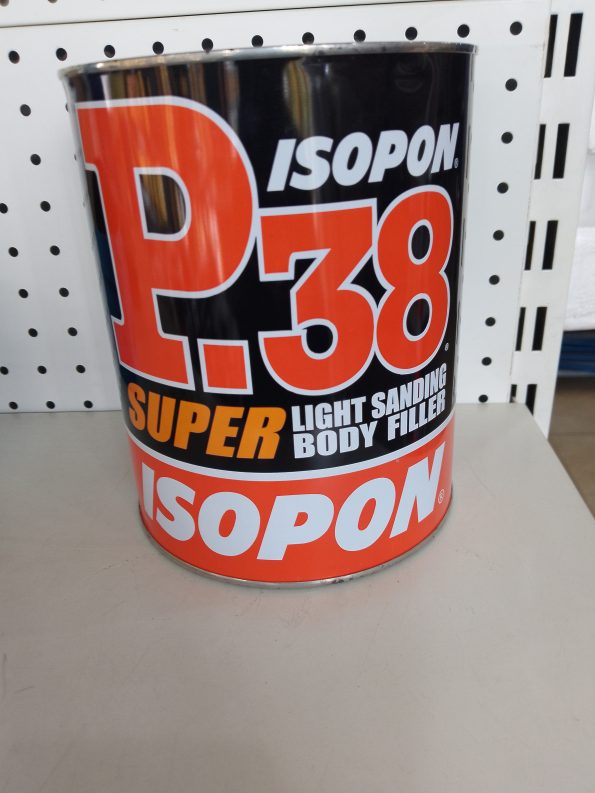 ISOPON®
P.38®
SUPER LIGHT SANDING
BODY FILLER
ISOPON®